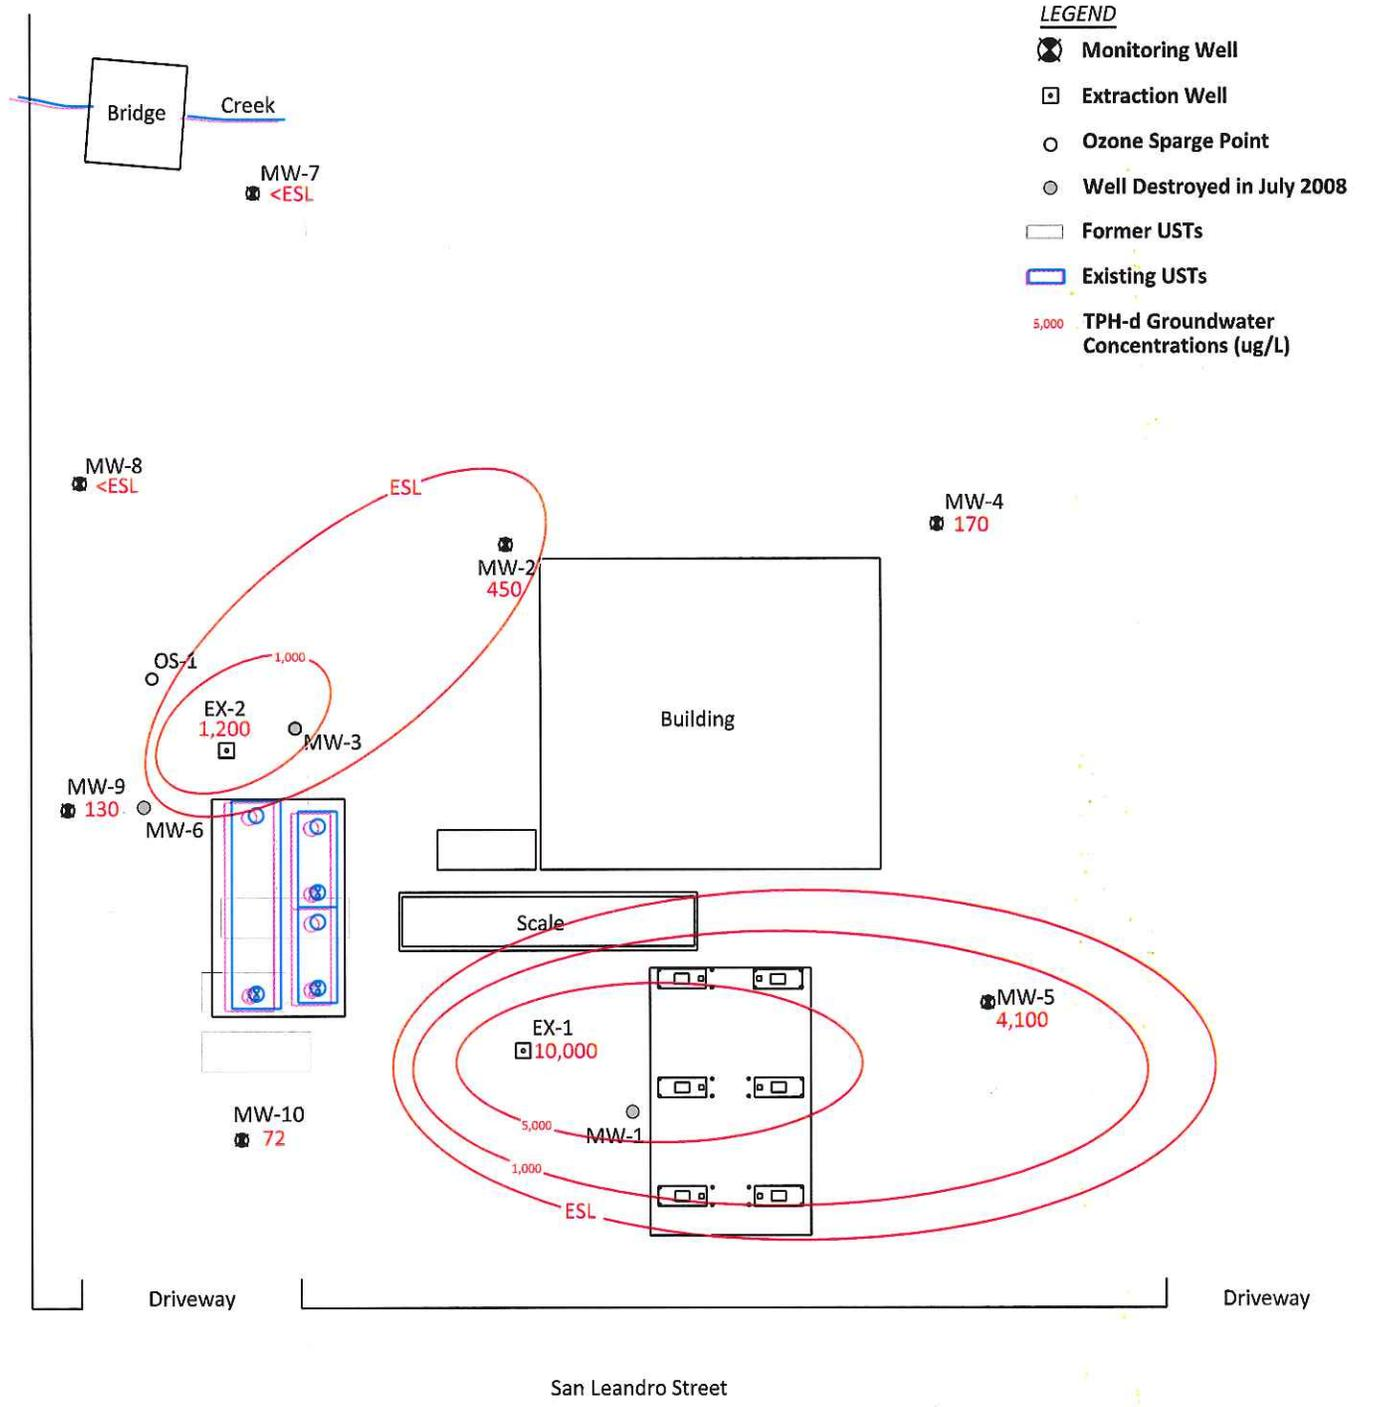 LEGEND
Monitoring Well
Extraction Well
Ozone Sparge Point
Well Destroyed in July 2008
Former USTs
Existing USTs
5,000 TPH-d Groundwater
Concentrations (ug/L)
Bridge
Creek
MW-7
<ESL
MW-8
<ESL
ESL
MW-4
170
MW-2
450
OS-1
1,000
EX-2
1,200
MW-3
Building
MW-9
130
MW-6
Scale
MW-5
4,100
EX-1
10,000
MW-10
72
5,000
MW-1
1,000
ESL
Driveway
Driveway
San Leandro Street